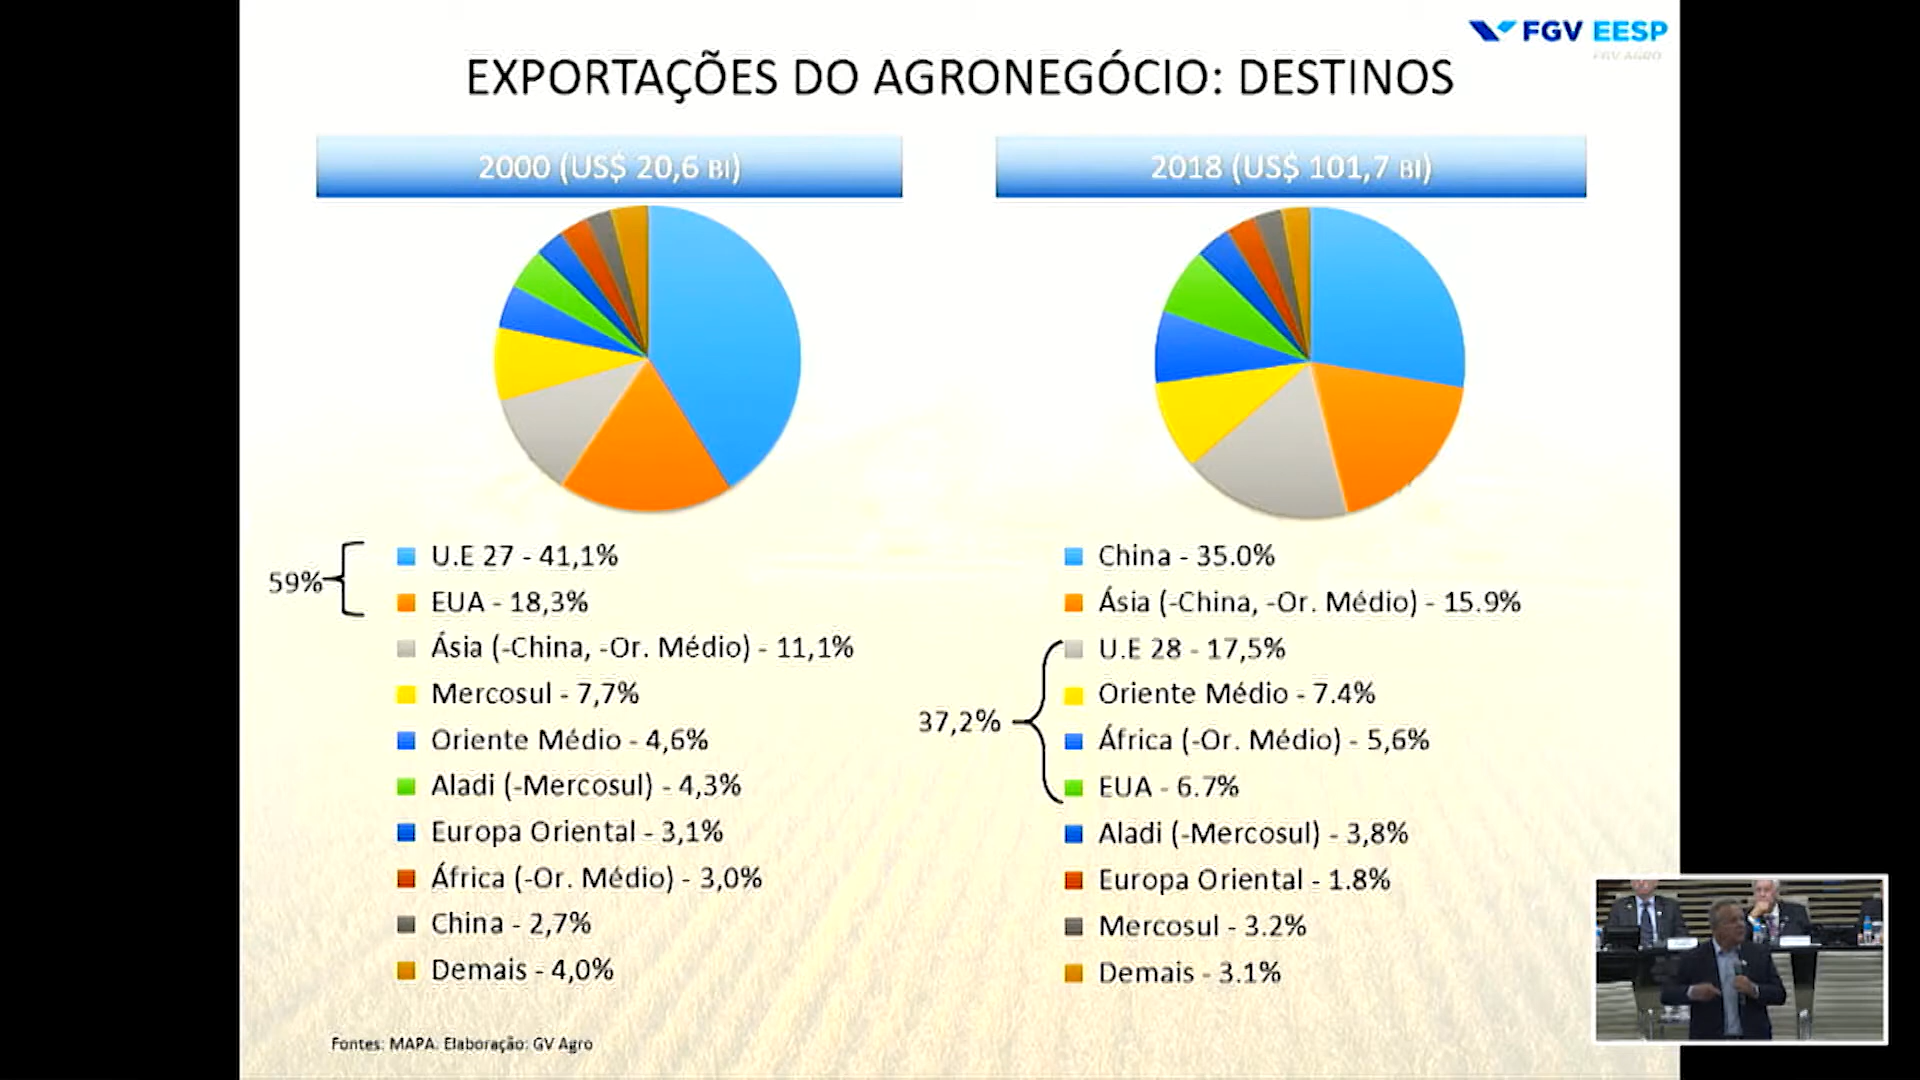 FGV EESP
FGV AGRO
EXPORTAÇÕES DO AGRONEGÓCIO: DESTINOS
2000 (US$ 20,6 BI)
U.E 27 - 41,1%
EUA - 18,3%
59%
Ásia (-China, -Or. Médio) - 11,1%
Mercosul - 7,7%
Oriente Médio - 4,6%
Aladi (-Mercosul) - 4,3%
Europa Oriental - 3,1%
África (-Or. Médio) - 3,0%
China - 2,7%
Demais - 4,0%
2018 (US$ 101,7 BI)
China - 35.0%
Ásia (-China, -Or. Médio) - 15.9%
U.E 28 - 17,5%
Oriente Médio - 7.4%
37,2%
África (-Or. Médio) - 5,6%
EUA - 6.7%
Aladi (-Mercosul) - 3,8%
Europa Oriental - 1.8%
Mercosul - 3.2%
Demais - 3.1%
Fontes: MAPA. Elaboração: GV Agro